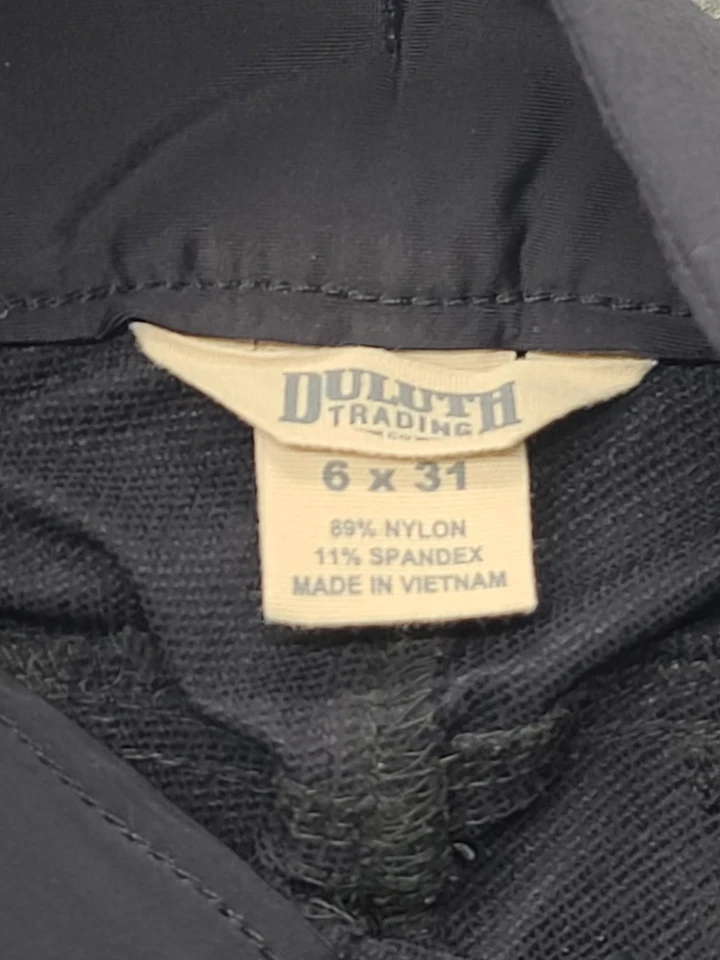 DULUTH
TRADING
CO
6 x 31
89% NYLON
11% SPANDEX
MADE IN VIETNAM